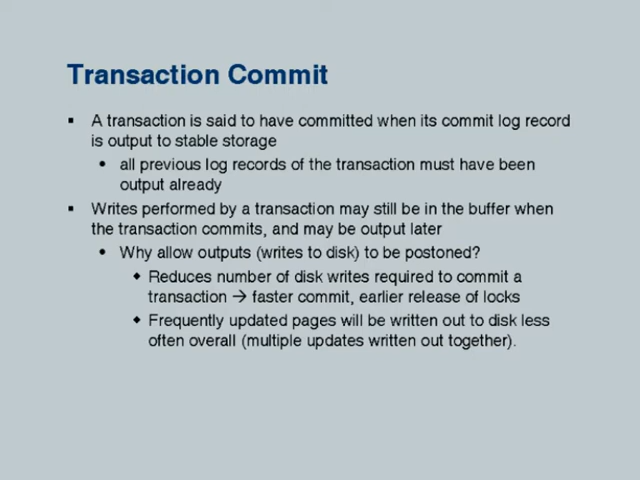 Transaction Commit
▪ A transaction is said to have committed when its commit log record
is output to stable storage
• all previous log records of the transaction must have been
output already
▪ Writes performed by a transaction may still be in the buffer when
the transaction commits, and may be output later
• Why allow outputs (writes to disk) to be postoned?
◆ Reduces number of disk writes required to commit a
transaction → faster commit, earlier release of locks
◆ Frequently updated pages will be written out to disk less
often overall (multiple updates written out together).